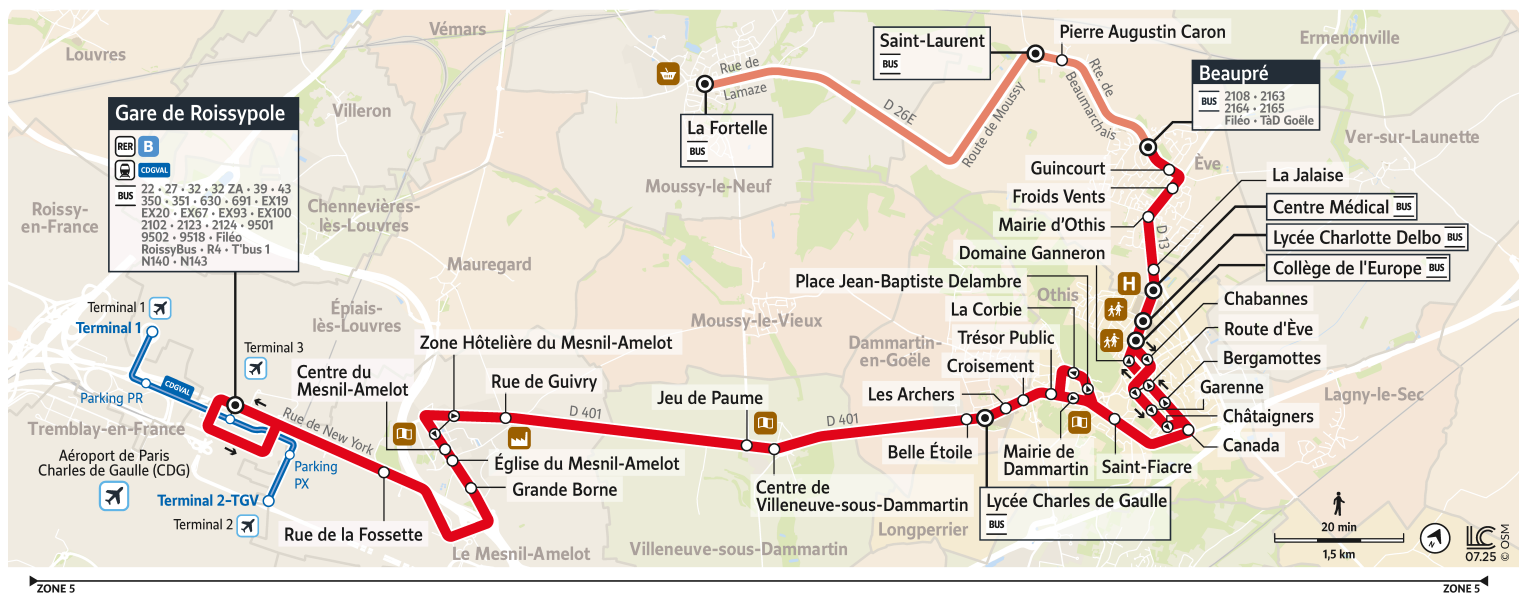 Louvres
Vémars
Villeron
Roissy-
en-France
Chennevières-
lès-Louvres
Mauregard
Épiais-
lès-Louvres
Moussy-le-Neuf
Moussy-le-Vieux
Ermenonville
Ver-sur-Launette
Ève
Othis
Dammartin-
en-Goële
Lagny-le-Sec
Longperrier
Villeneuve-sous-Dammartin
Le Mesnil-Amelot
Tremblay-en-France
Gare de Roissypole
RER B
CDGVAL
BUS
22 • 27 • 32 • 32 ZA • 39 • 43
350 • 351 • 630 • 691 • EX19
EX20 • EX67 • EX93 • EX100
2102 • 2123 • 2124 • 9501
9502 • 9518 • Filéo
RoissyBus • R4 • T'bus 1
N140 • N143
Terminal 1
Terminal 1
Terminal 3
Parking PR
CDGVAL
Aéroport de Paris
Charles de Gaulle (CDG)
Parking
PX
Terminal 2-TGV
Terminal 2
Rue de New York
Rue de la Fossette
Centre du
Mesnil-Amelot
Zone Hôtelière du Mesnil-Amelot
Rue de Guivry
Église du Mesnil-Amelot
Grande Borne
D 401
Jeu de Paume
Centre de
Villeneuve-sous-Dammartin
D 401
Belle Étoile
Lycée Charles de Gaulle
BUS
Les Archers
Croisement
Trésor Public
La Corbie
Place Jean-Baptiste Delambre
Domaine Ganneron
Mairie de
Dammartin
Saint-Fiacre
Canada
Châtaigners
Garenne
Bergamottes
Route d'Ève
Chabannes
Collège de l'Europe BUS
Lycée Charlotte Delbo BUS
Centre Médical BUS
La Jalaise
H
D 13
Mairie d'Othis
Froids Vents
Guincourt
Beaupré
BUS
2108 • 2163
2164 • 2165
Filéo • TàD Goële
Rte. de
Beaumarchais
Pierre Augustin Caron
Saint-Laurent
BUS
Route de Moussy
D 26E
Rue de
Lamaze
La Fortelle
BUS
20 min
1,5 km
LC
07.25
© OSM
ZONE 5
ZONE 5